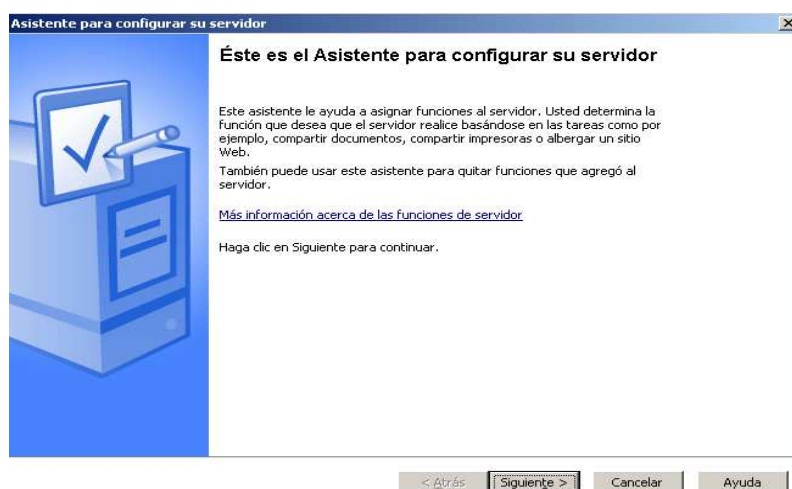 Asistente para configurar su servidor
Éste es el Asistente para configurar su servidor
Este asistente le ayuda a asignar funciones al servidor. Usted determina la
función que desea que el servidor realice basándose en las tareas como por
ejemplo, compartir documentos, compartir impresoras o albergar un sitio
Web.
También puede usar este asistente para quitar funciones que agregó al
servidor.
Más información acerca de las funciones de servidor
Haga clic en Siguiente para continuar.
< Atrás Siguiente > Cancelar Ayuda